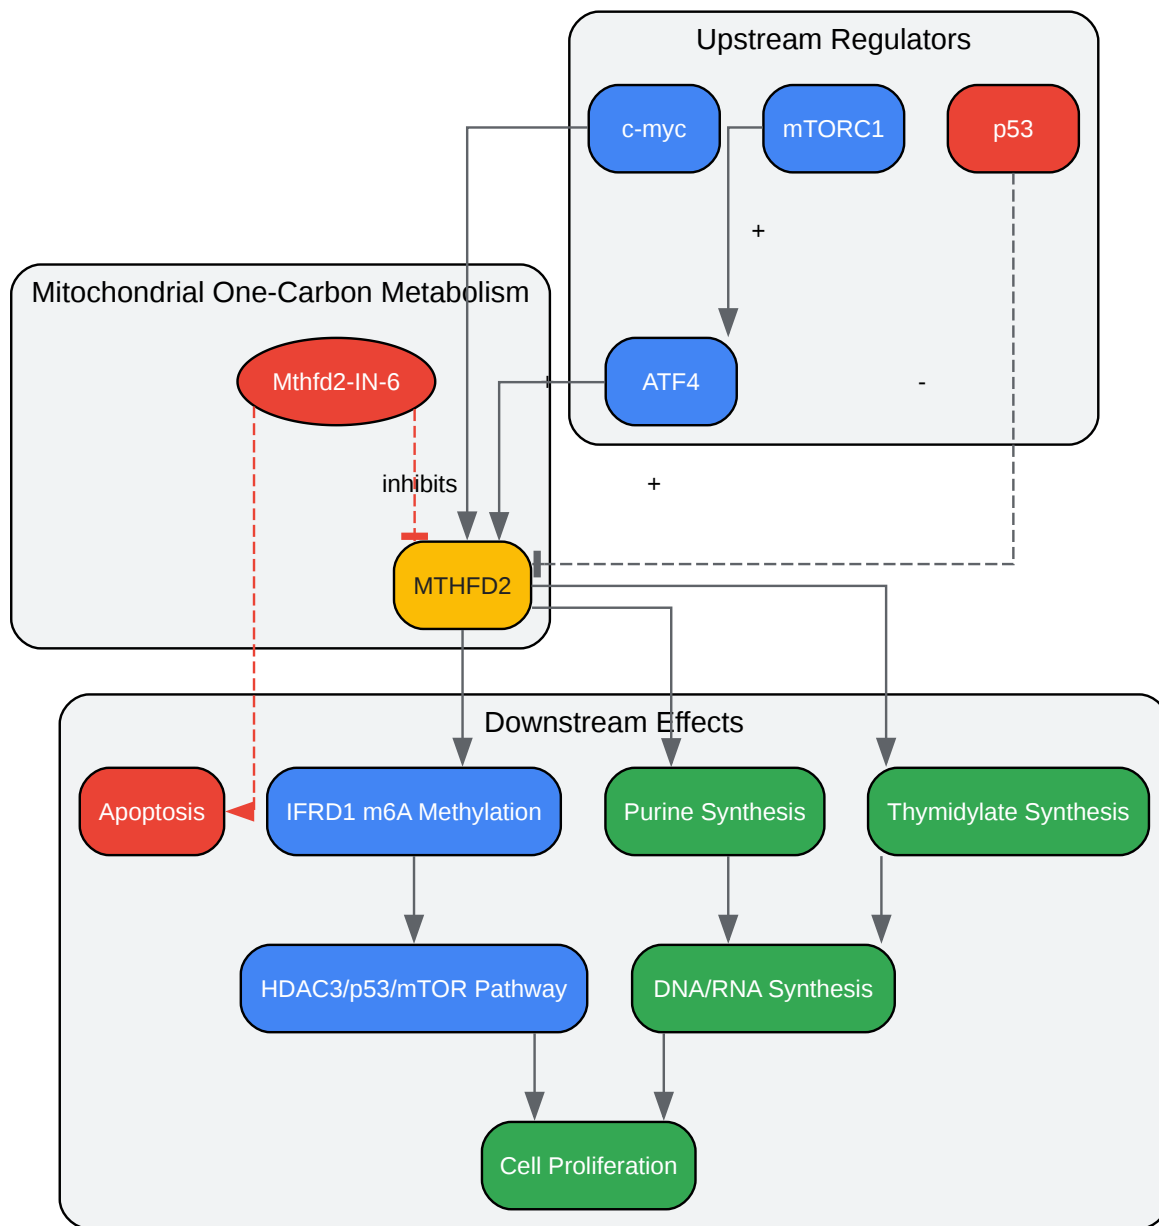 Upstream Regulators
c-myc
mTORC1
p53
+
Mitochondrial One-Carbon Metabolism
Mthfd2-IN-6
+
ATF4
-
inhibits
+
MTHFD2
Downstream Effects
Apoptosis
IFRD1 m6A Methylation
Purine Synthesis
Thymidylate Synthesis
HDAC3/p53/mTOR Pathway
DNA/RNA Synthesis
Cell Proliferation